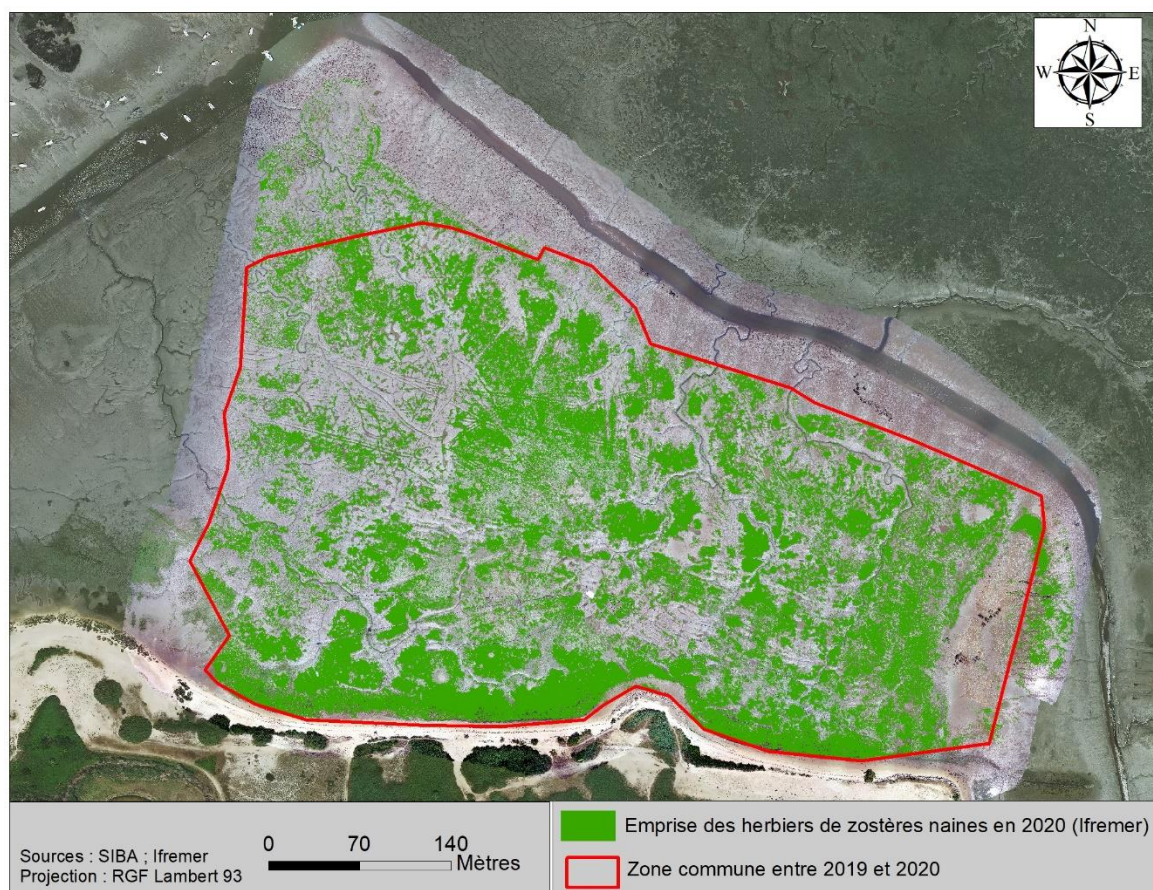 N
W E
S
Sources : SIBA ; Ifremer
Projection : RGF Lambert 93
0 70 140
Mètres
Emprise des herbiers de zostères naines en 2020 (Ifremer)
Zone commune entre 2019 et 2020